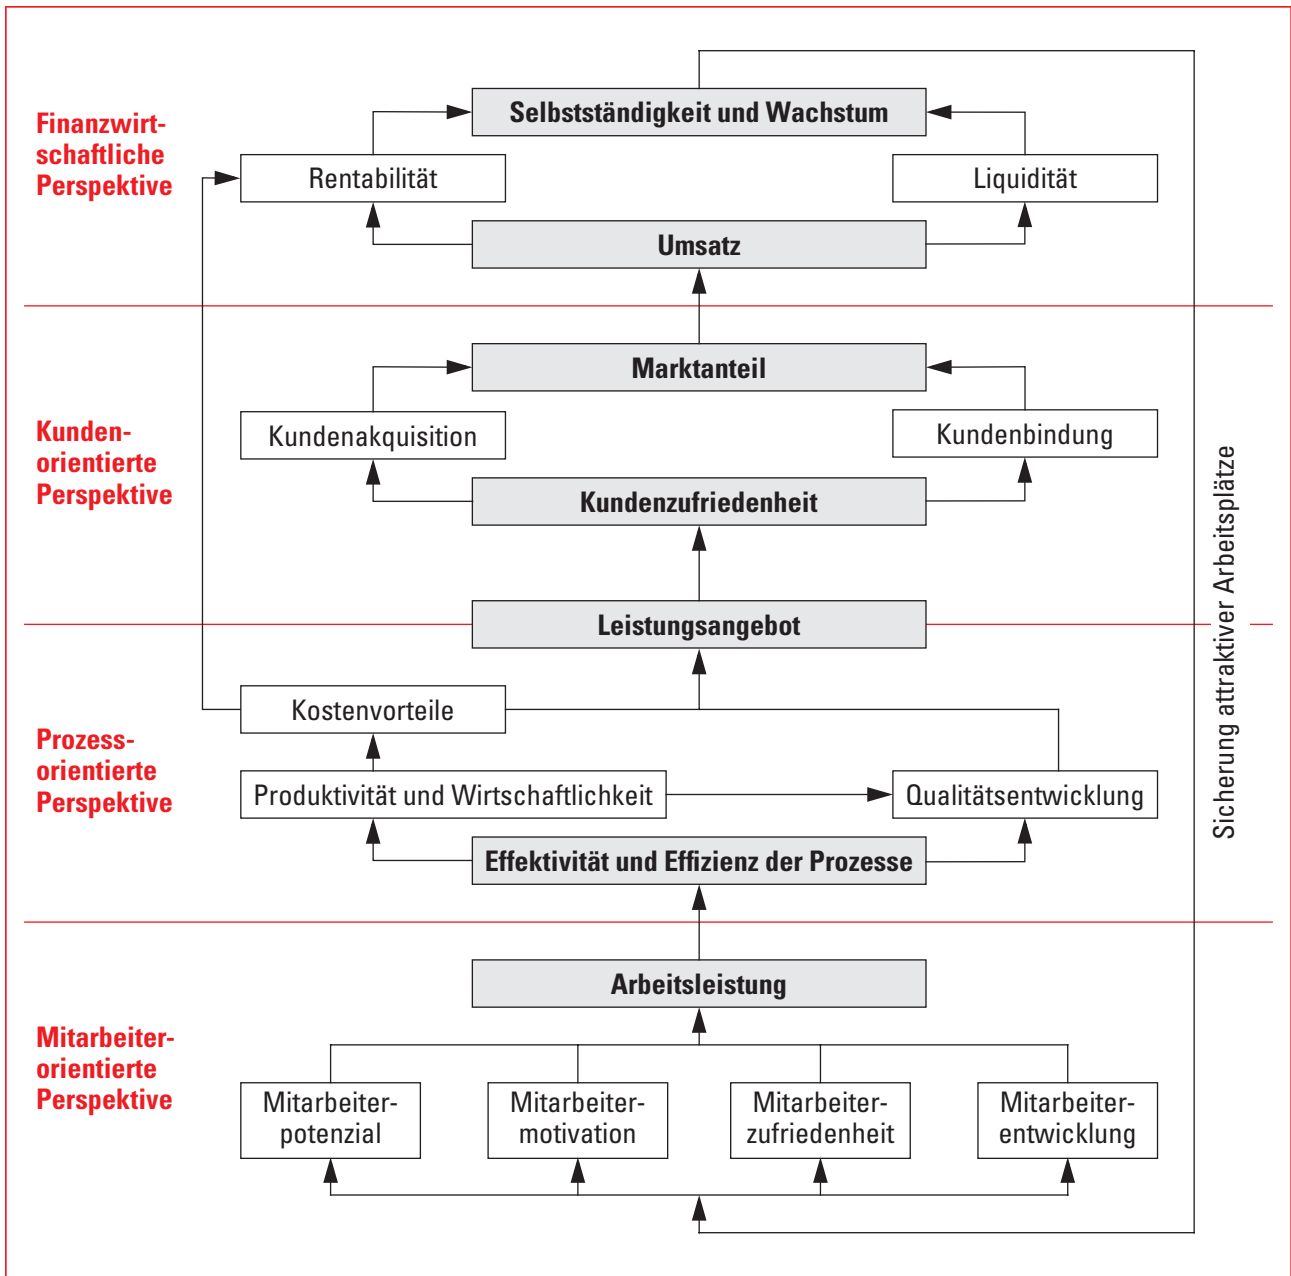 Finanzwirt-
schaftliche
Perspektive
Selbstständigkeit und Wachstum
Rentabilität
Liquidität
Umsatz
Kunden-
orientierte
Perspektive
Marktanteil
Kundenakquisition
Kundenbindung
Kundenzufriedenheit
Leistungsangebot
Prozess-
orientierte
Perspektive
Kostenvorteile
Produktivität und Wirtschaftlichkeit
Qualitätsentwicklung
Effektivität und Effizienz der Prozesse
Mitarbeiter-
orientierte
Perspektive
Arbeitsleistung
Mitarbeiter-
potenzial
Mitarbeiter-
motivation
Mitarbeiter-
zufriedenheit
Mitarbeiter-
entwicklung
Sicherung attraktiver Arbeitsplätze